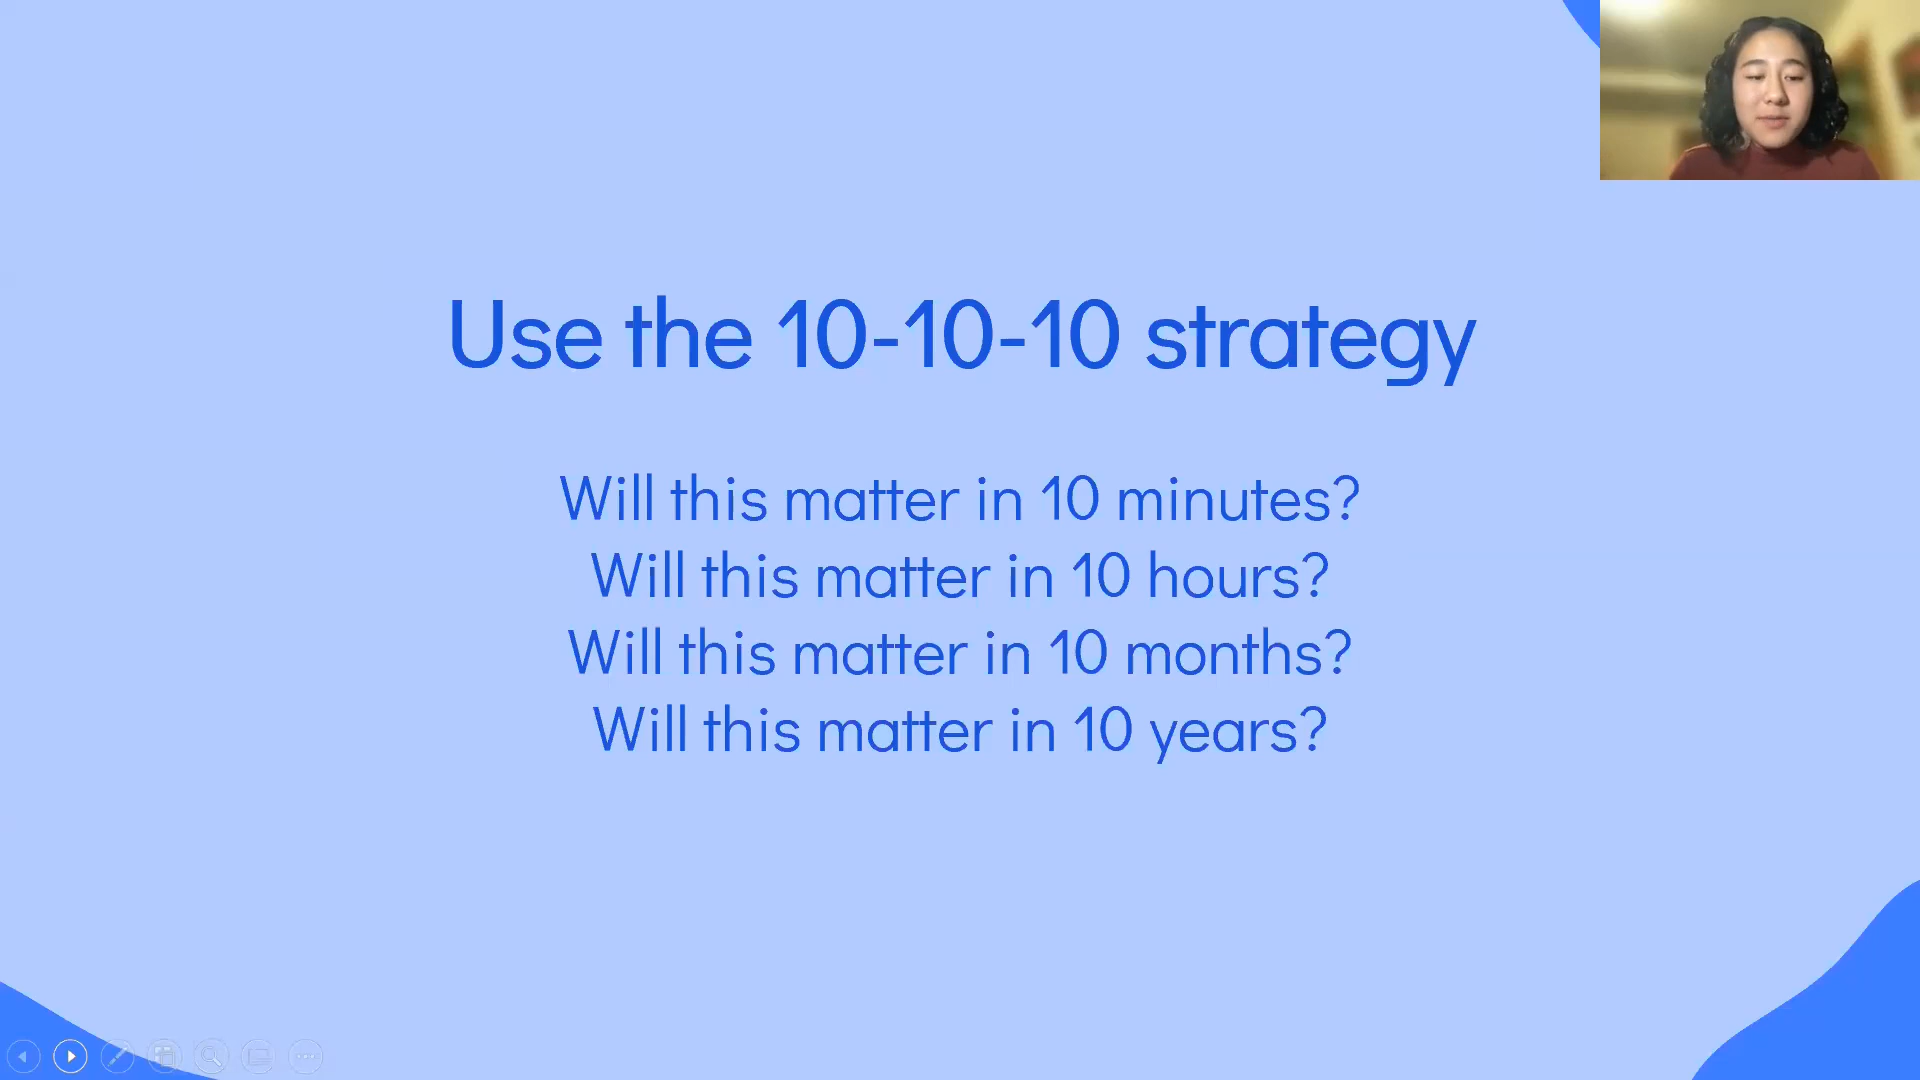 Use the 10-10-10 strategy
Will this matter in 10 minutes?
Will this matter in 10 hours?
Will this matter in 10 months?
Will this matter in 10 years?